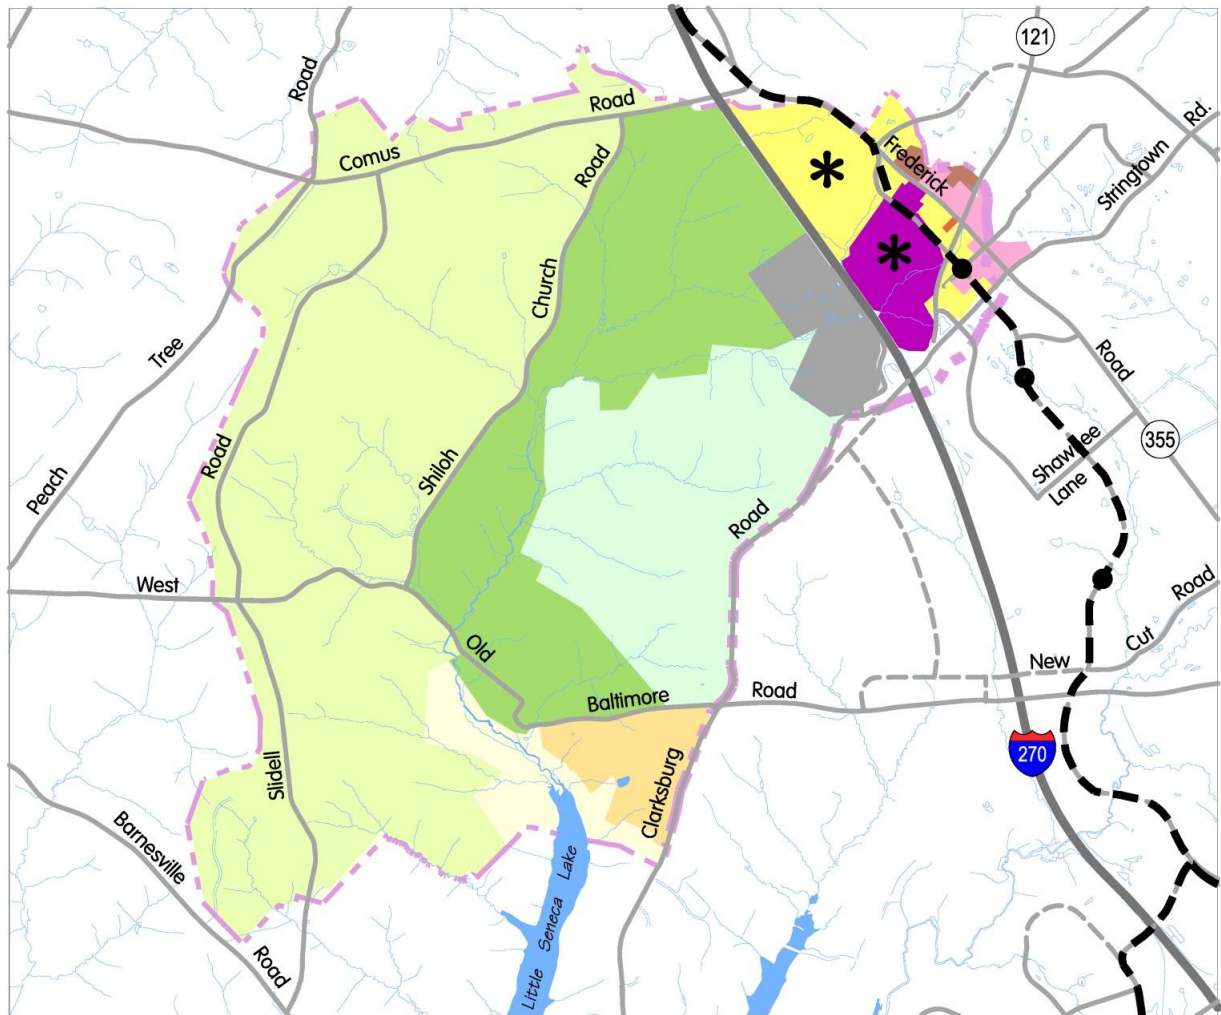 121
Road
Road
Rd.
Comus
Frederick
Stringtown
Road
Church
Tree
Road
Road
Shiloh
Peach
Shawnee
Lane
355
Road
West
Road
Old
New
Cut
Baltimore
Road
270
Slidell
Clarksburg
Barnesville
Little Seneca Lake
Road